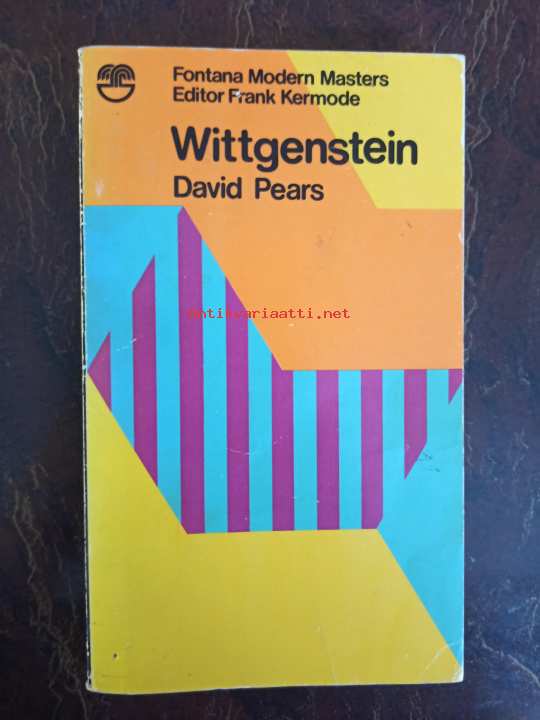 Fontana Modern Masters
Editor Frank Kermode
Wittgenstein
David Pears
antikvariaatti.net